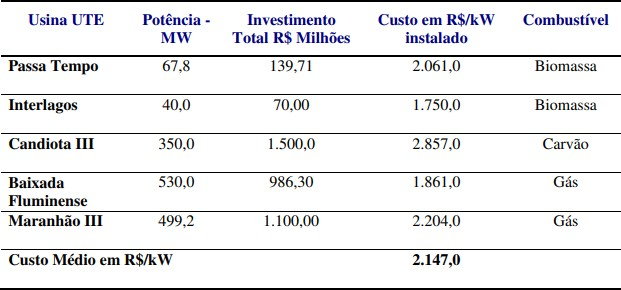 Usina UTE Potência - MW Investimento Total R$ Milhões Custo em R$/kW instalado Combustível
Passa Tempo 67,8 139,71 2.061,0 Biomassa
Interlagos 40,0 70,00 1.750,0 Biomassa
Candiota III 350,0 1.500,0 2.857,0 Carvão
Baixada Fluminense 530,0 986,30 1.861,0 Gás
Maranhão III 499,2 1.100,00 2.204,0 Gás
Custo Médio em R$/kW 2.147,0